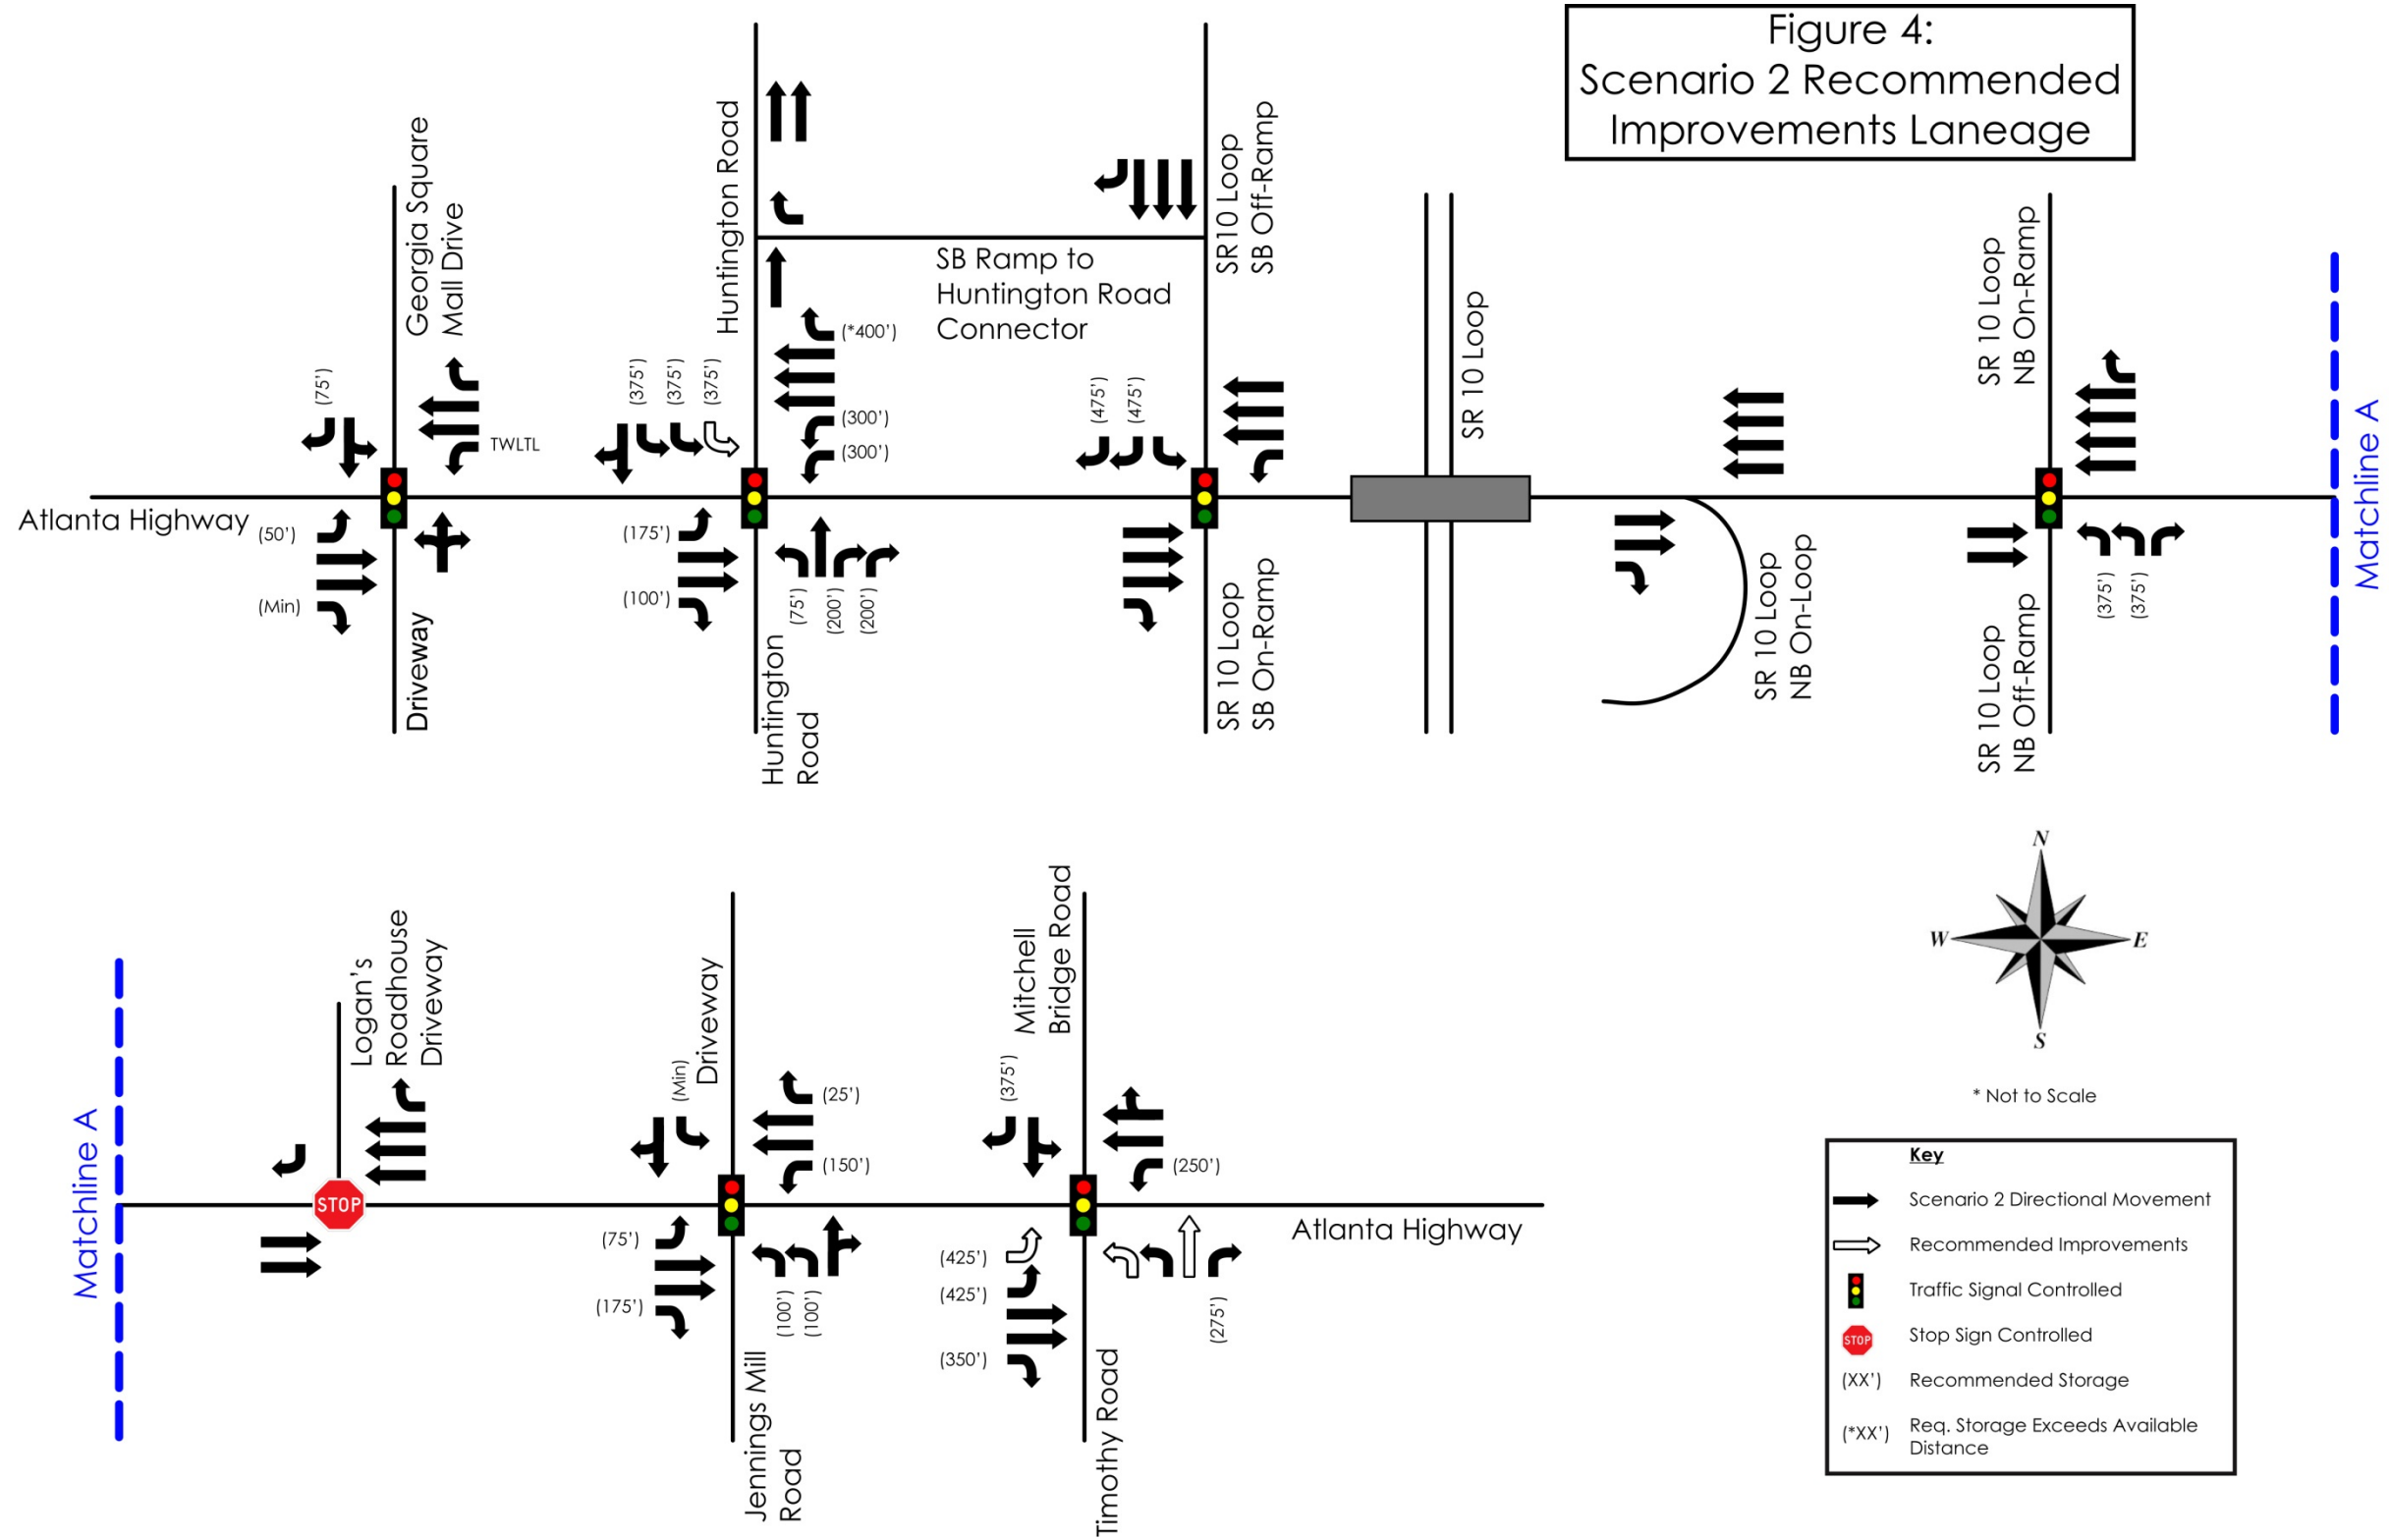 Figure 4:
Scenario 2 Recommended
Improvements Laneage
Georgia Square
Mall Drive
(75')
TWLTL
Atlanta Highway
(50')
(Min)
Driveway
Huntington Road
(375')
(375')
(375')
(*400')
(300')
(300')
(175')
(100')
(75')
(200')
(200')
Huntington
Road
SB Ramp to
Huntington Road
Connector
SR10 Loop
SB Off-Ramp
(475')
(475')
SR 10 Loop
SB On-Ramp
SR 10 Loop
SR 10 Loop
NB On-Loop
SR 10 Loop
NB On-Ramp
SR 10 Loop
NB Off-Ramp
(375')
(375')
Matchline A
Matchline A
Logan's
Roadhouse
Driveway
STOP
Driveway
(Min)
(25')
(150')
(75')
(175')
(100')
(100')
Jennings Mill
Road
Mitchell
Bridge Road
(375')
(250')
(425')
(425')
(350')
(275')
Timothy Road
Atlanta Highway
N
W
E
S
* Not to Scale
Key
Scenario 2 Directional Movement
Recommended Improvements
Traffic Signal Controlled
STOP
Stop Sign Controlled
(XX') Recommended Storage
(*XX') Req. Storage Exceeds Available
Distance